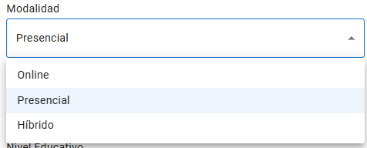 Modalidad
Presencial
Online
Presencial
Híbrido
Nivel Educativo